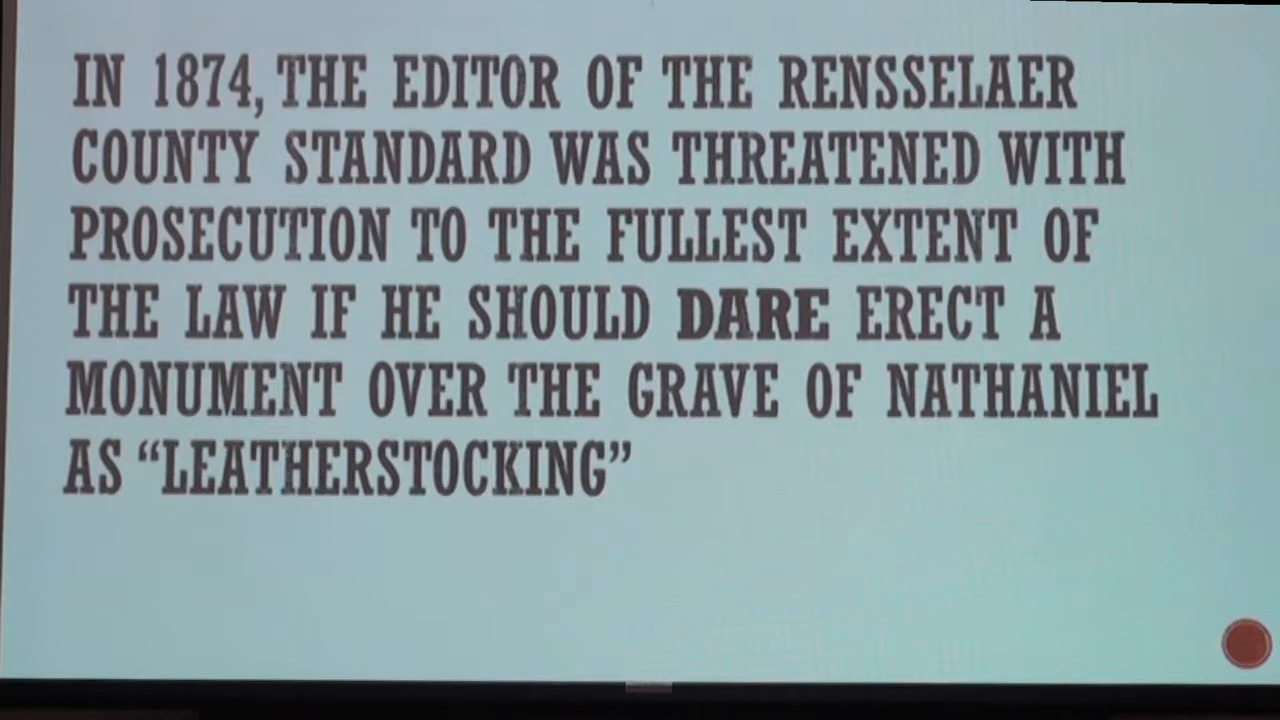 IN 1874, THE EDITOR OF THE RENSSELAER
COUNTY STANDARD WAS THREATENED WITH
PROSECUTION TO THE FULLEST EXTENT OF
THE LAW IF HE SHOULD DARE ERECT A
MONUMENT OVER THE GRAVE OF NATHANIEL
AS “LEATHERSTOCKING”